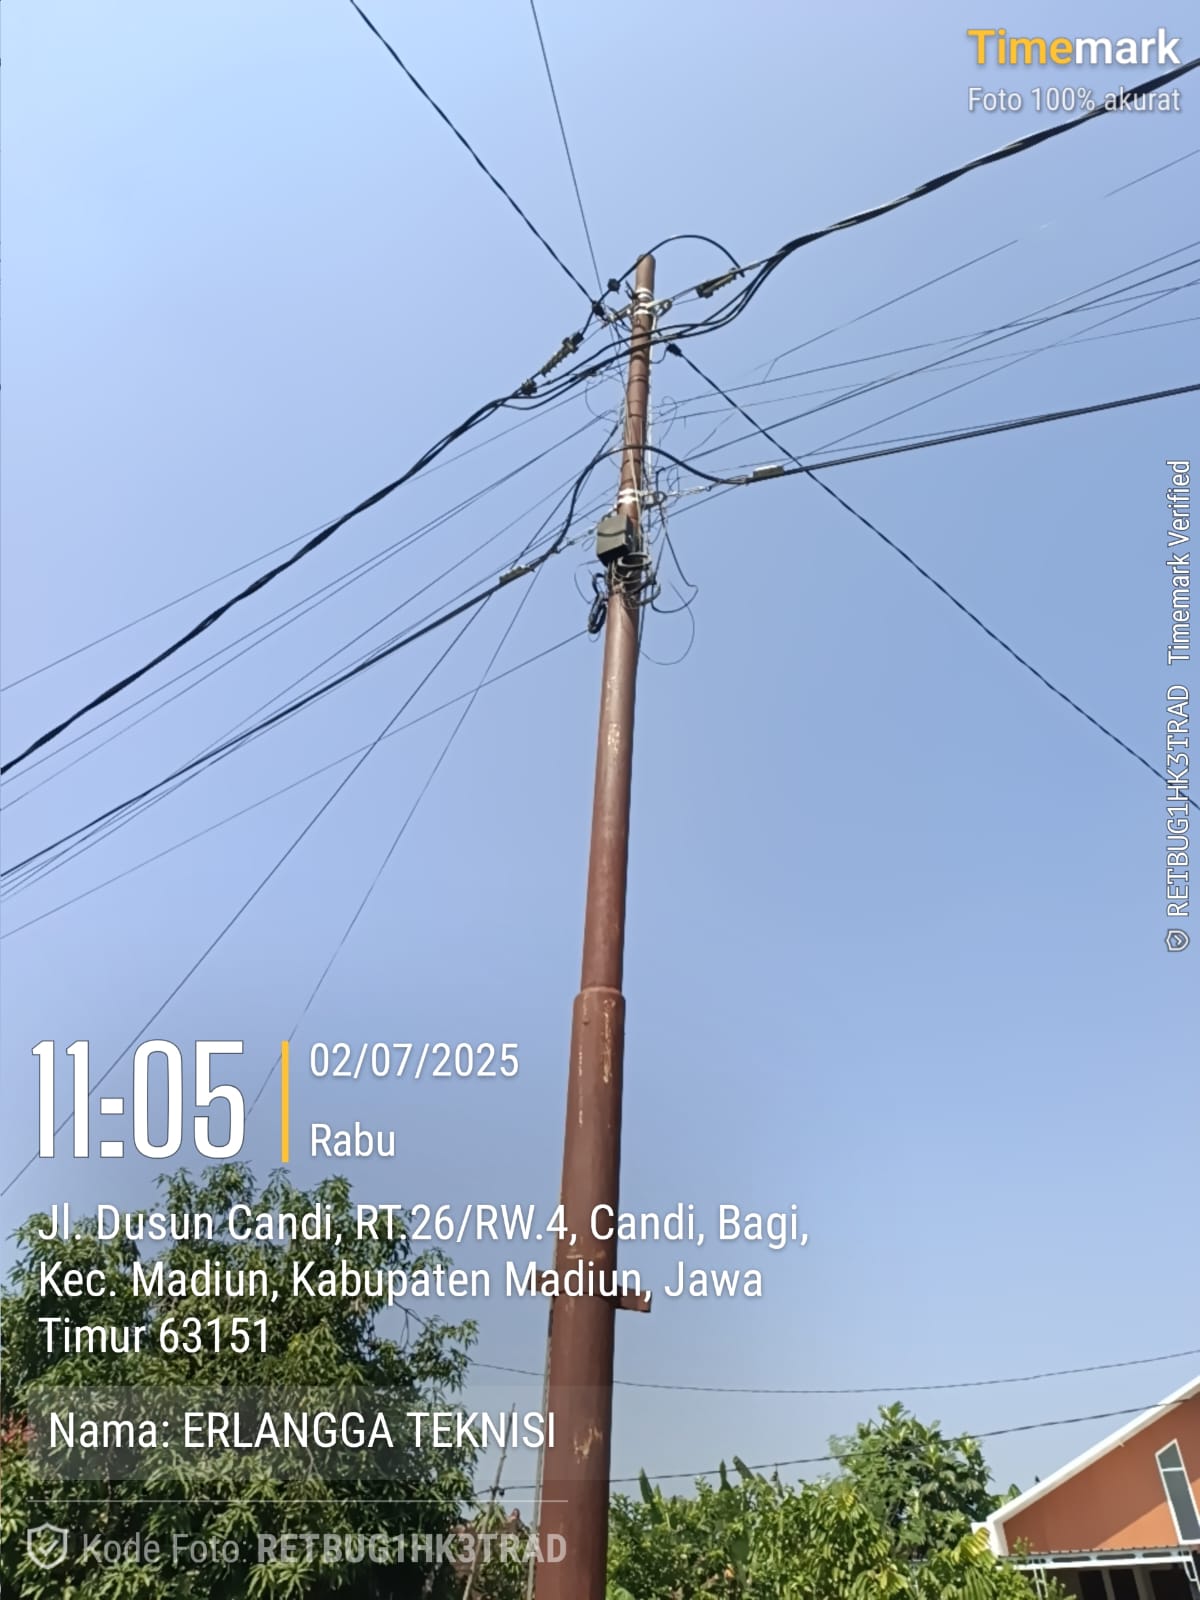 Timemark
Foto 100% akurat
RETBUG1HK3TRAD Timemark Verified
11:05
02/07/2025
Rabu
Jl. Dusun Candi, RT.26/RW.4, Candi, Bagi,
Kec. Madiun, Kabupaten Madiun, Jawa
Timur 63151
Nama: ERLANGGA TEKNISI
Kode Foto: RETBUG1HK3TRAD